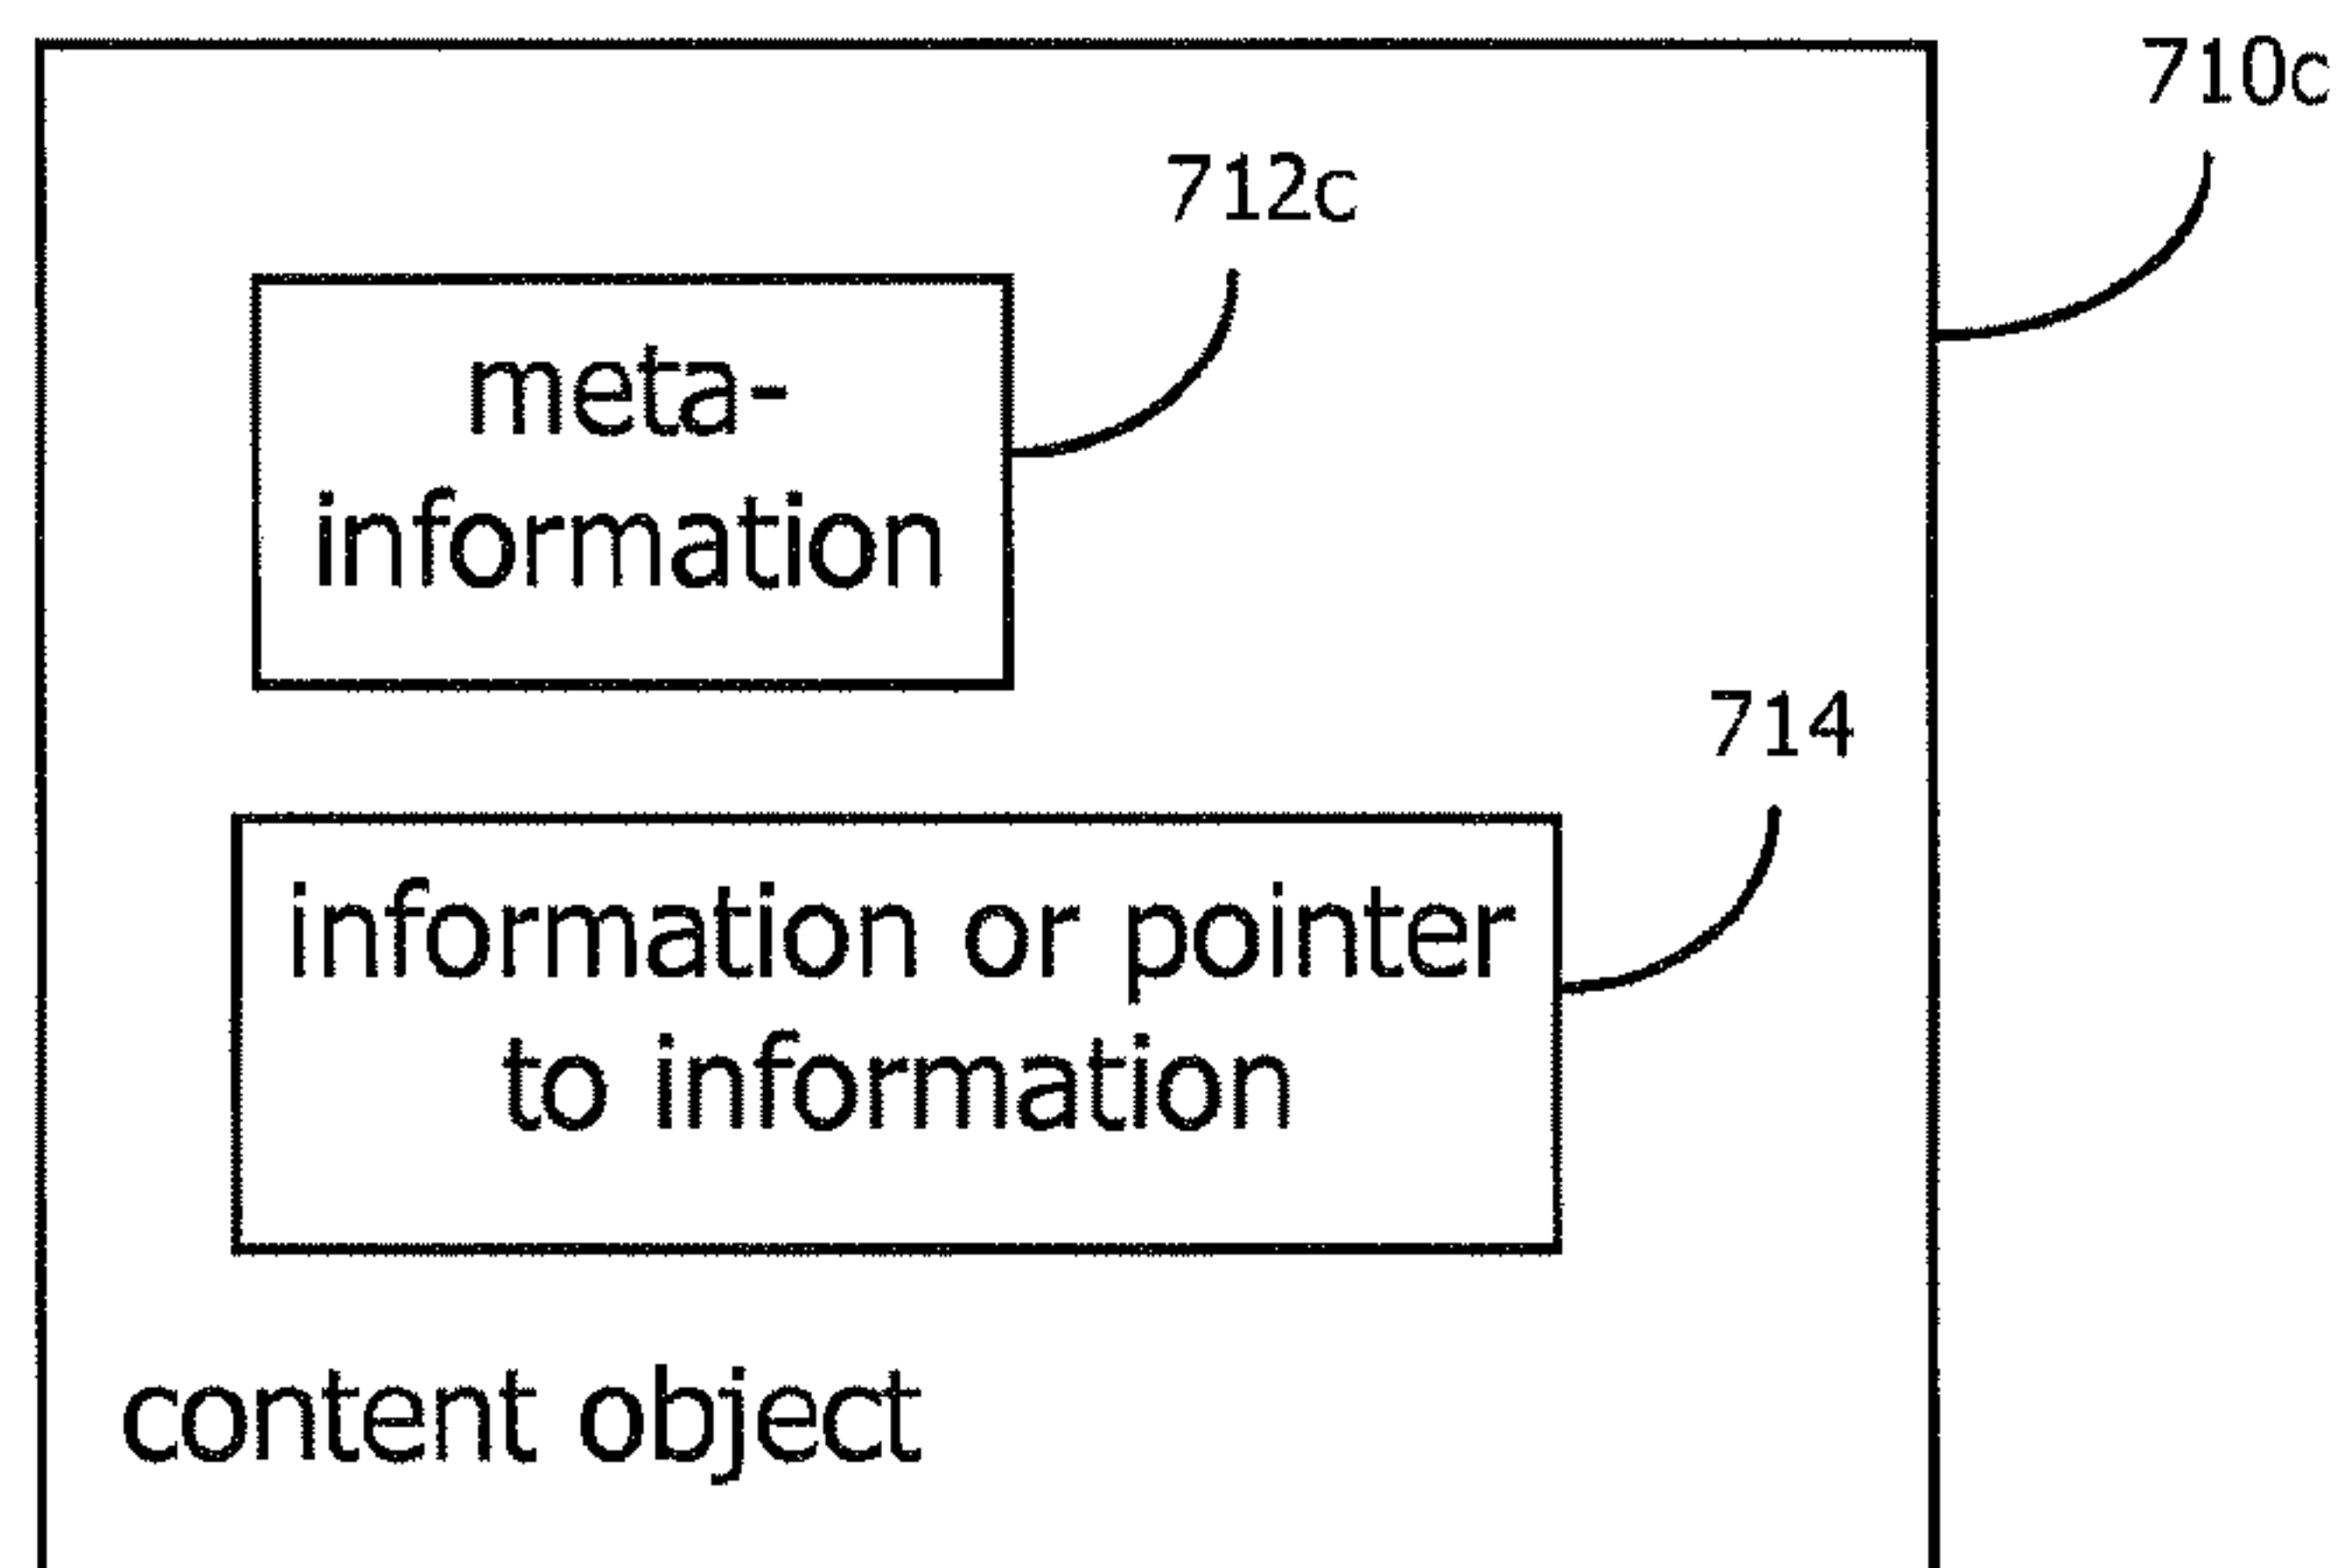 710c
712c
meta-
information
714
information or pointer
to information
content object